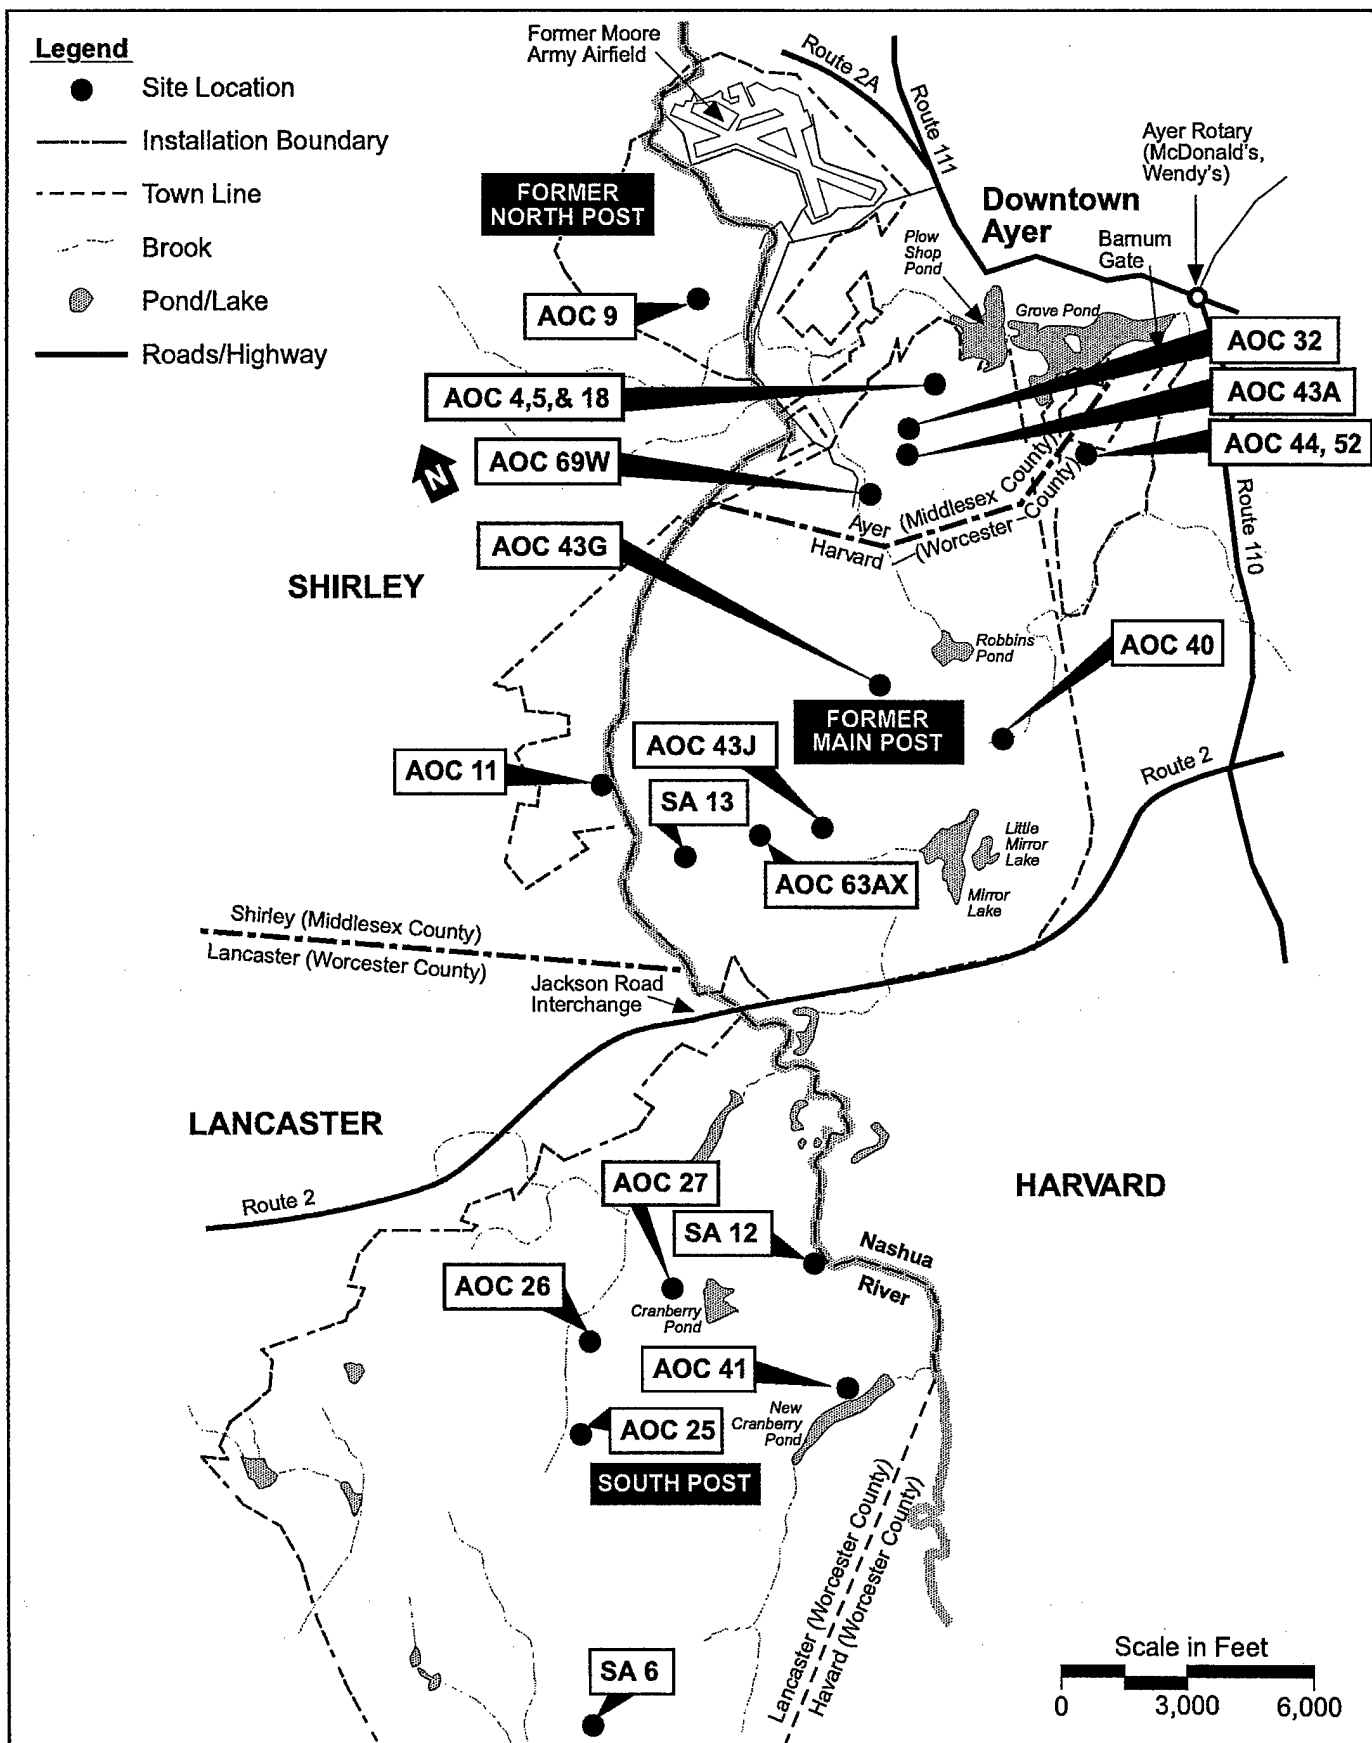 Legend
Site Location
Installation Boundary
Town Line
Brook
Pond/Lake
Roads/Highway
Former Moore
Army Airfield
Route 2A
Route 111
Ayer Rotary
(McDonald's,
Wendy's)
FORMER
NORTH POST
Downtown
Ayer
Plow
Shop
Pond
Barnum
Gate
Grove Pond
AOC 9
AOC 32
AOC 4,5,& 18
AOC 43A
AOC 69W
AOC 44, 52
N
Ayer (Middlesex County)
Harvard (Worcester County)
Route 110
AOC 43G
SHIRLEY
Robbins
Pond
AOC 40
FORMER
MAIN POST
AOC 43J
AOC 11
SA 13
Route 2
Little
Mirror
Lake
AOC 63AX
Mirror
Lake
Shirley (Middlesex County)
Lancaster (Worcester County)
Jackson Road
Interchange
LANCASTER
HARVARD
Route 2
AOC 27
SA 12
Nashua
River
AOC 26
Cranberry
Pond
AOC 41
New
Cranberry
Pond
AOC 25
SOUTH POST
Lancaster (Worcester County)
Havard (Worcester County)
SA 6
Scale in Feet
0 3,000 6,000